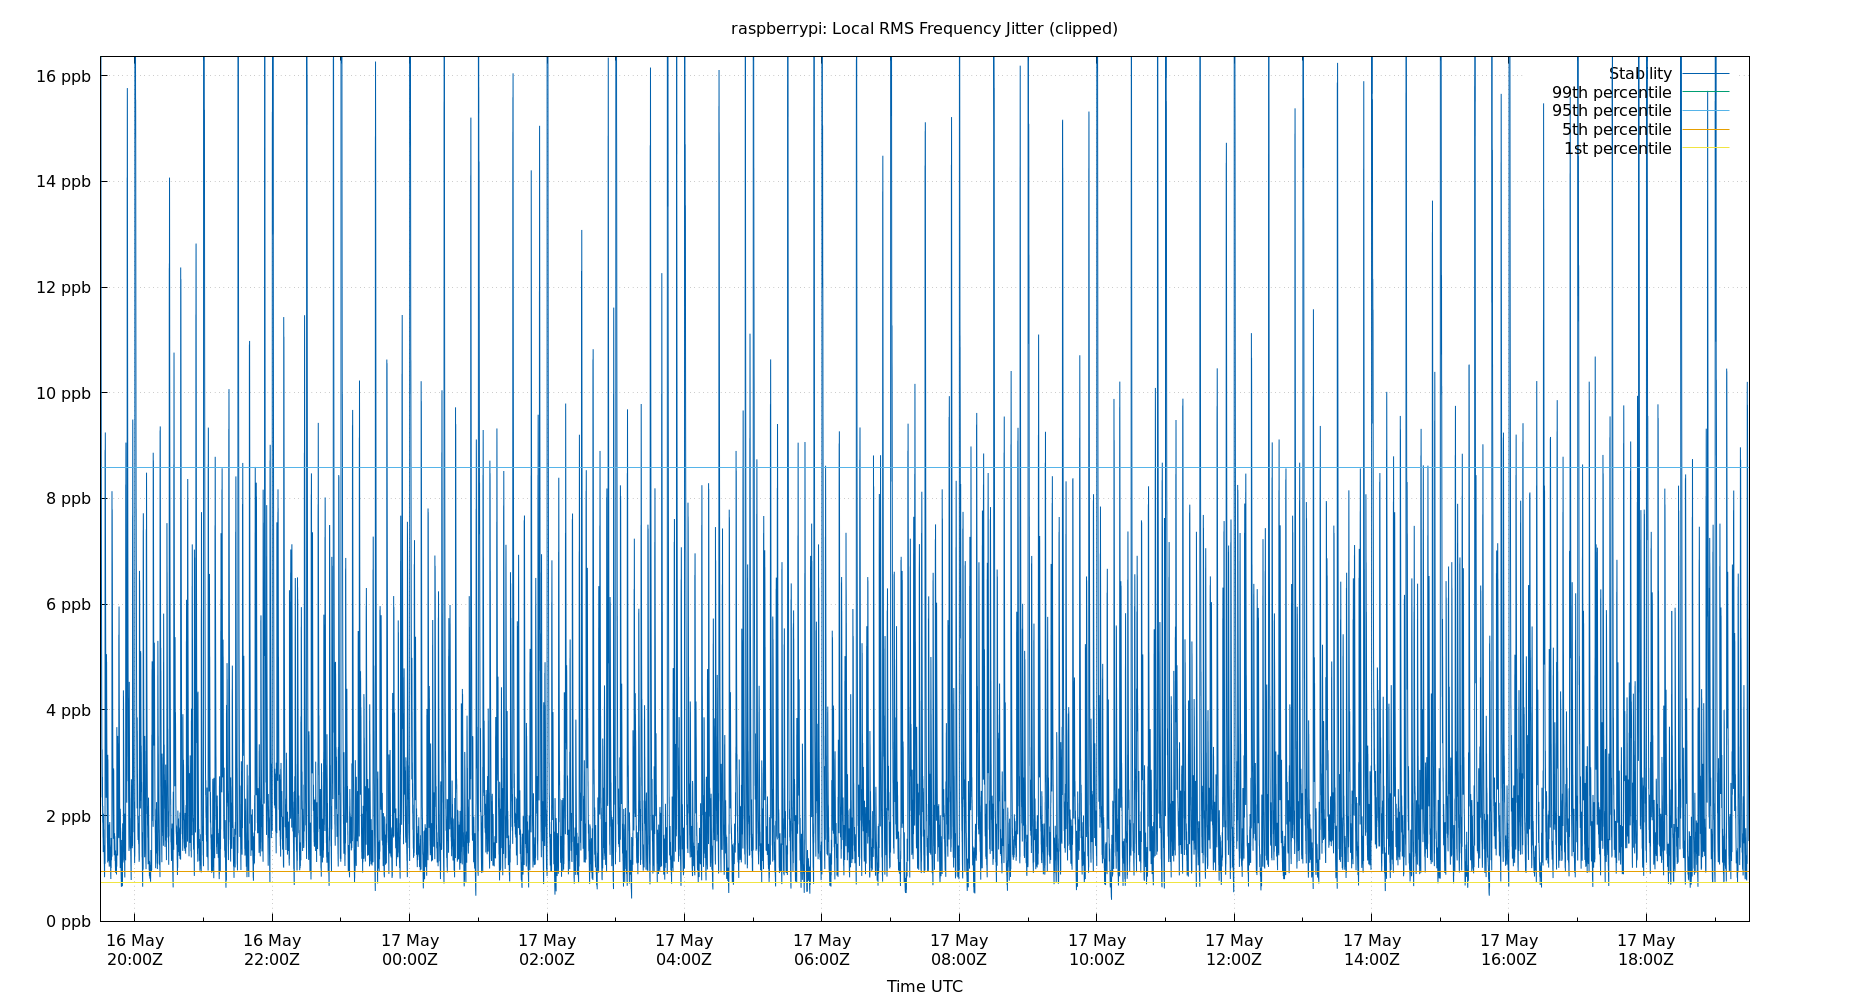 raspberrypi: Local RMS Frequency Jitter (clipped)
16 ppb
14 ppb
12 ppb
10 ppb
8 ppb
6 ppb
4 ppb
2 ppb
0 ppb
Stability
99th percentile
95th percentile
5th percentile
1st percentile
16 May 16 May 17 May 17 May 17 May 17 May 17 May 17 May 17 May 17 May 17 May 17 May
20:00Z 22:00Z 00:00Z 02:00Z 04:00Z 06:00Z 08:00Z 10:00Z 12:00Z 14:00Z 16:00Z 18:00Z
Time UTC